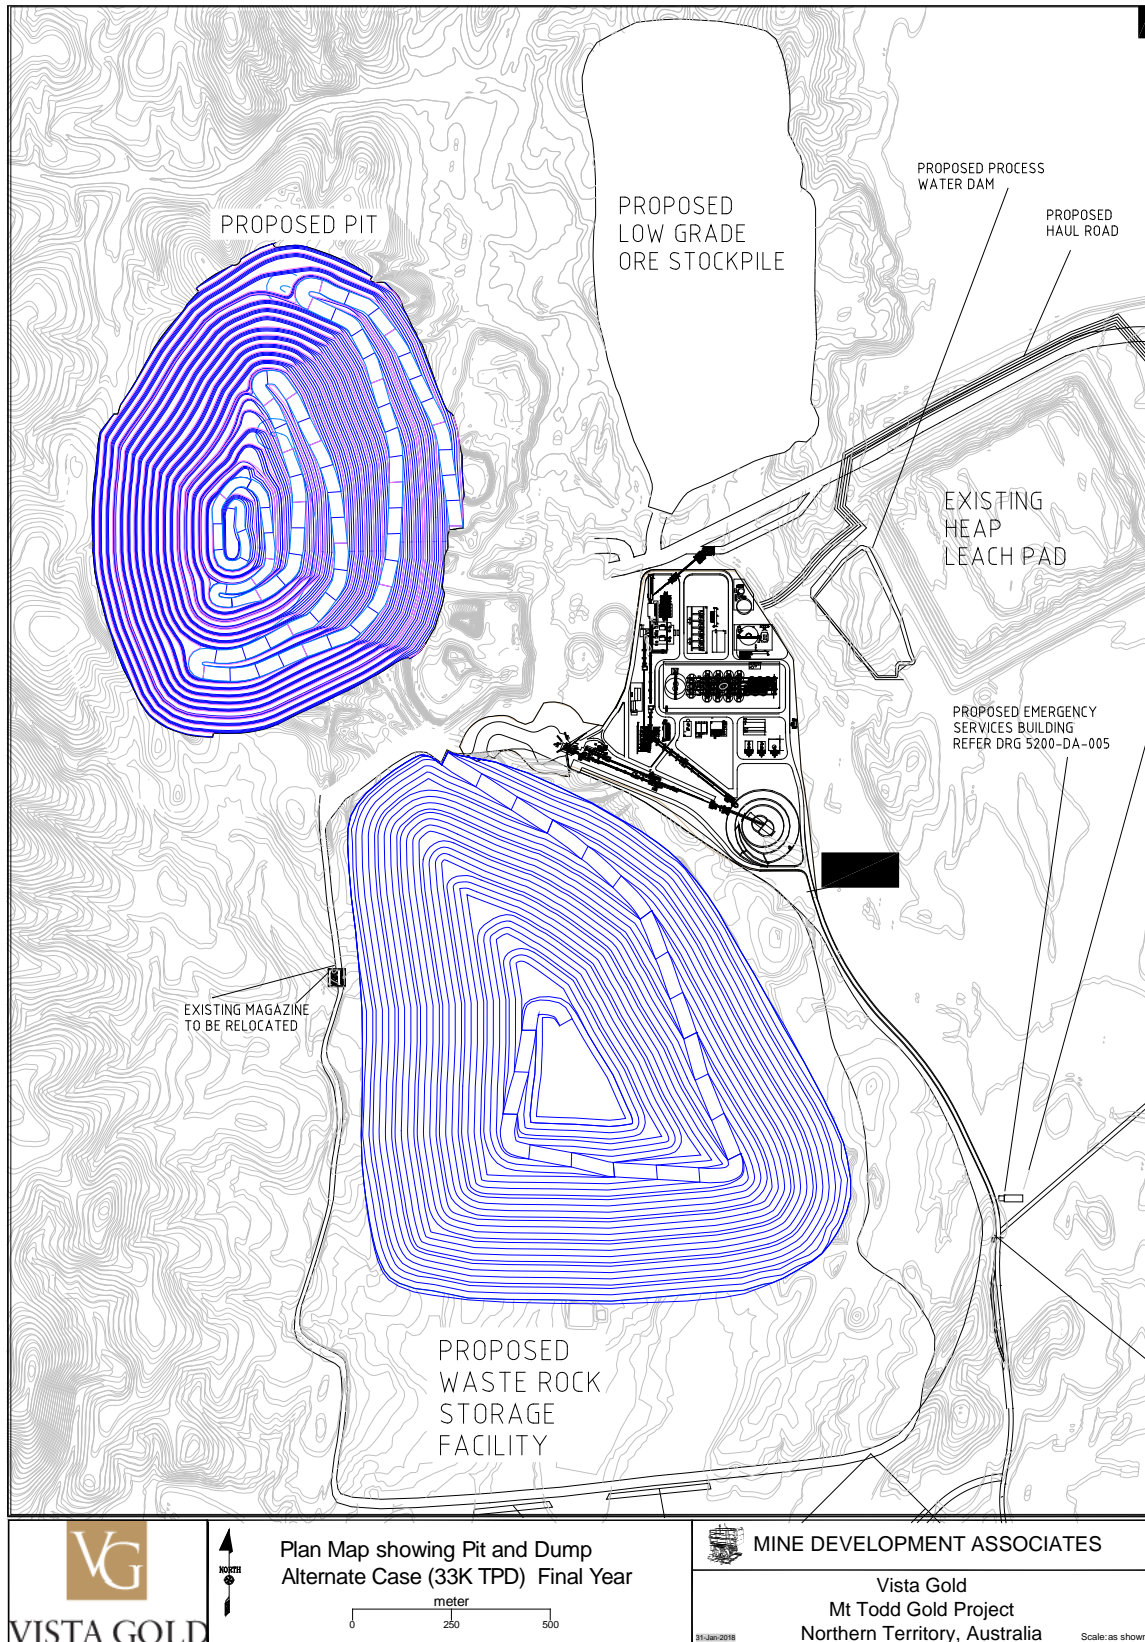 PROPOSED PROCESS
WATER DAM
PROPOSED
HAUL ROAD
PROPOSED
LOW GRADE
ORE STOCKPILE
PROPOSED PIT
EXISTING
HEAP
LEACH PAD
PROPOSED EMERGENCY
SERVICES BUILDING
REFER DRG 5200-DA-005
EXISTING MAGAZINE
TO BE RELOCATED
PROPOSED
WASTE ROCK
STORAGE
FACILITY
VG
VISTA GOLD
NORTH
Plan Map showing Pit and Dump
Alternate Case (33K TPD) Final Year
meter
0 250 500
MINE DEVELOPMENT ASSOCIATES
Vista Gold
Mt Todd Gold Project
Northern Territory, Australia
31-Jan-2018
Scale: as shown